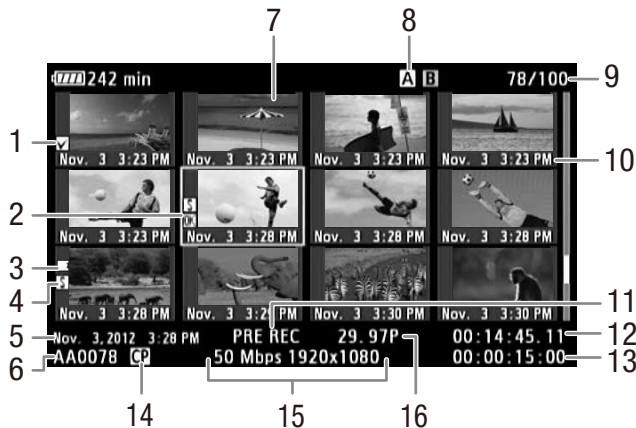 7 8
242 min A B 78/100 9
1 10
Nov. 3 3:23 PM Nov. 3 3:23 PM Nov. 3 3:23 PM Nov. 3 3:23 PM
2 S
OK
Nov. 3 3:23 PM Nov. 3 3:28 PM Nov. 3 3:28 PM Nov. 3 3:28 PM
3
4 S
Nov. 3 3:28 PM Nov. 3 3:29 PM Nov. 3 3:30 PM Nov. 3 3:30 PM
11
5 Nov. 3, 2012 3:28 PM PRE REC 29.97P 00:14:45.11 12
6 AA0078 CP 50 Mbps 1920x1080 00:00:15:00 13
14 15 16